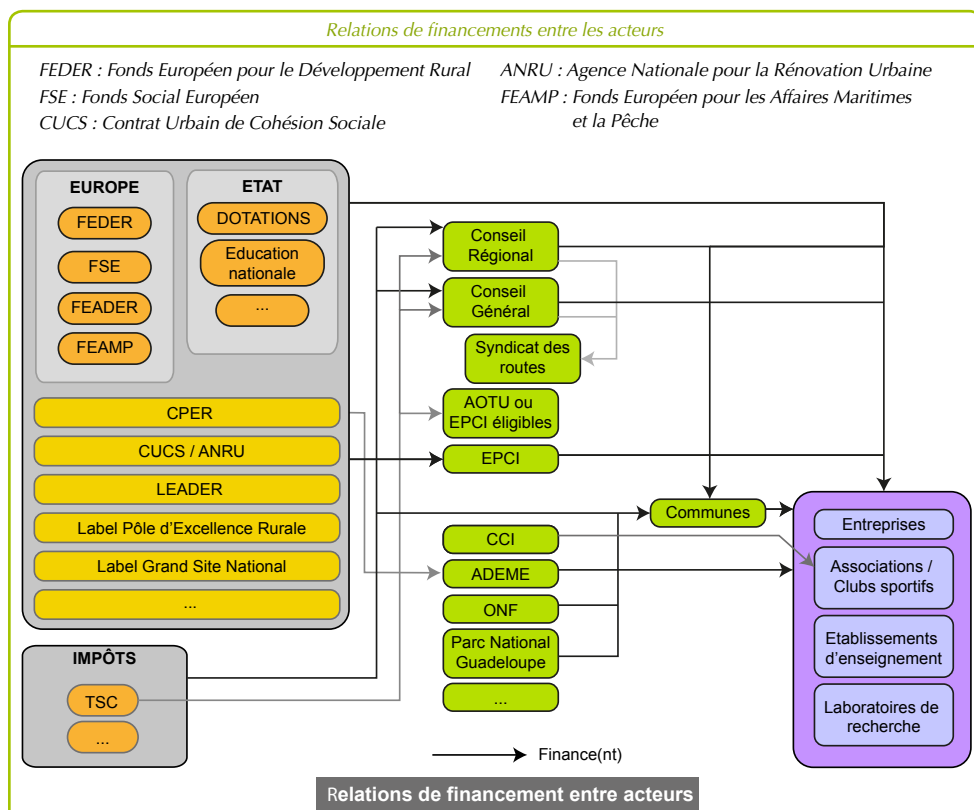 Relations de financements entre les acteurs
FEDER : Fonds Européen pour le Développement Rural
FSE : Fonds Social Européen
CUCS : Contrat Urbain de Cohésion Sociale
ANRU : Agence Nationale pour la Rénovation Urbaine
FEAMP : Fonds Européen pour les Affaires Maritimes
et la Pêche
EUROPE
FEDER
FSE
FEADER
FEAMP
ETAT
DOTATIONS
Education
nationale
...
CPER
CUCS / ANRU
LEADER
Label Pôle d'Excellence Rurale
Label Grand Site National
...
IMPÔTS
TSC
...
Conseil
Régional
Conseil
Général
Syndicat des
routes
AOTU ou
EPCI éligibles
EPCI
Communes
CCI
ADEME
ONF
Parc National
Guadeloupe
...
Entreprises
Associations /
Clubs sportifs
Etablissements
d'enseignement
Laboratoires de
recherche
Finance(nt)
Relations de financement entre acteurs